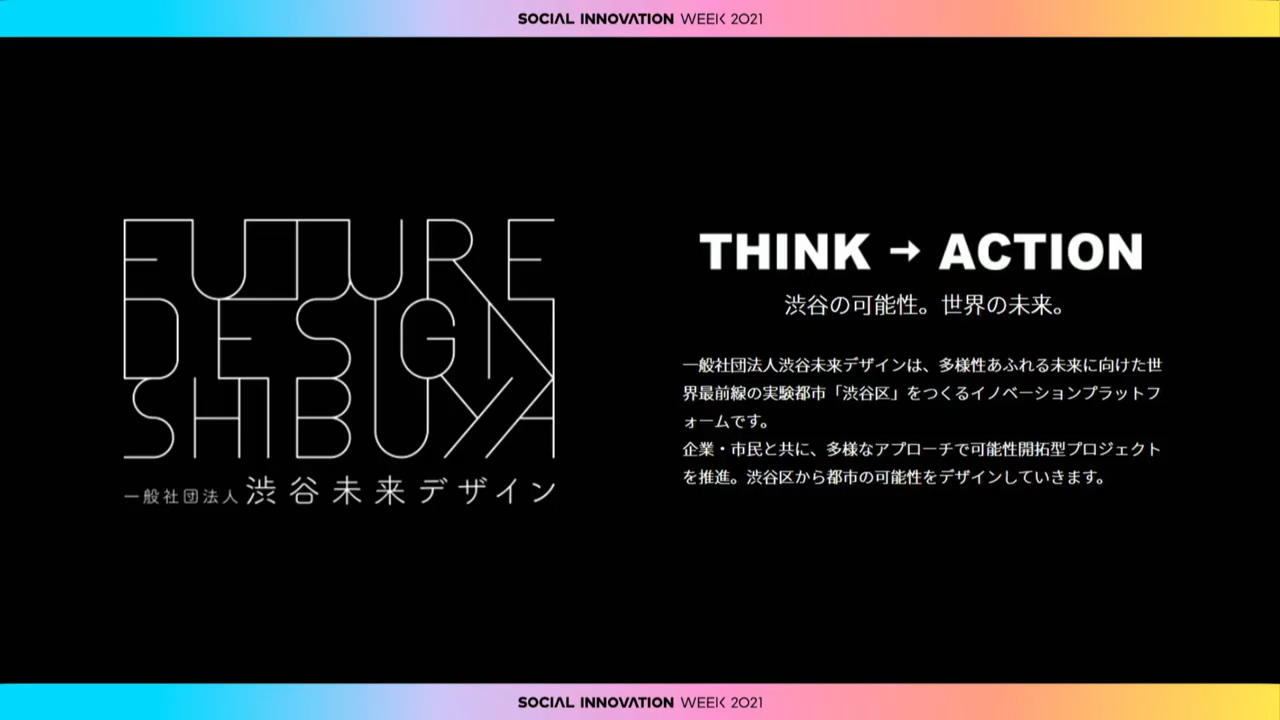 SOCIAL INNOVATION WEEK 2021
FUTURE
DESIGN
SHIBUYA
一般社団法人 渋谷未来デザイン
THINK → ACTION
渋谷の可能性。世界の未来。
一般社団法人渋谷未来デザインは、多様性あふれる未来に向けた世
界最前線の実験都市「渋谷区」をつくるイノベーションプラットフ
ォームです。
企業・市民と共に、多様なアプローチで可能性開拓型プロジェクト
を推進。渋谷区から都市の可能性をデザインしていきます。
SOCIAL INNOVATION WEEK 2021